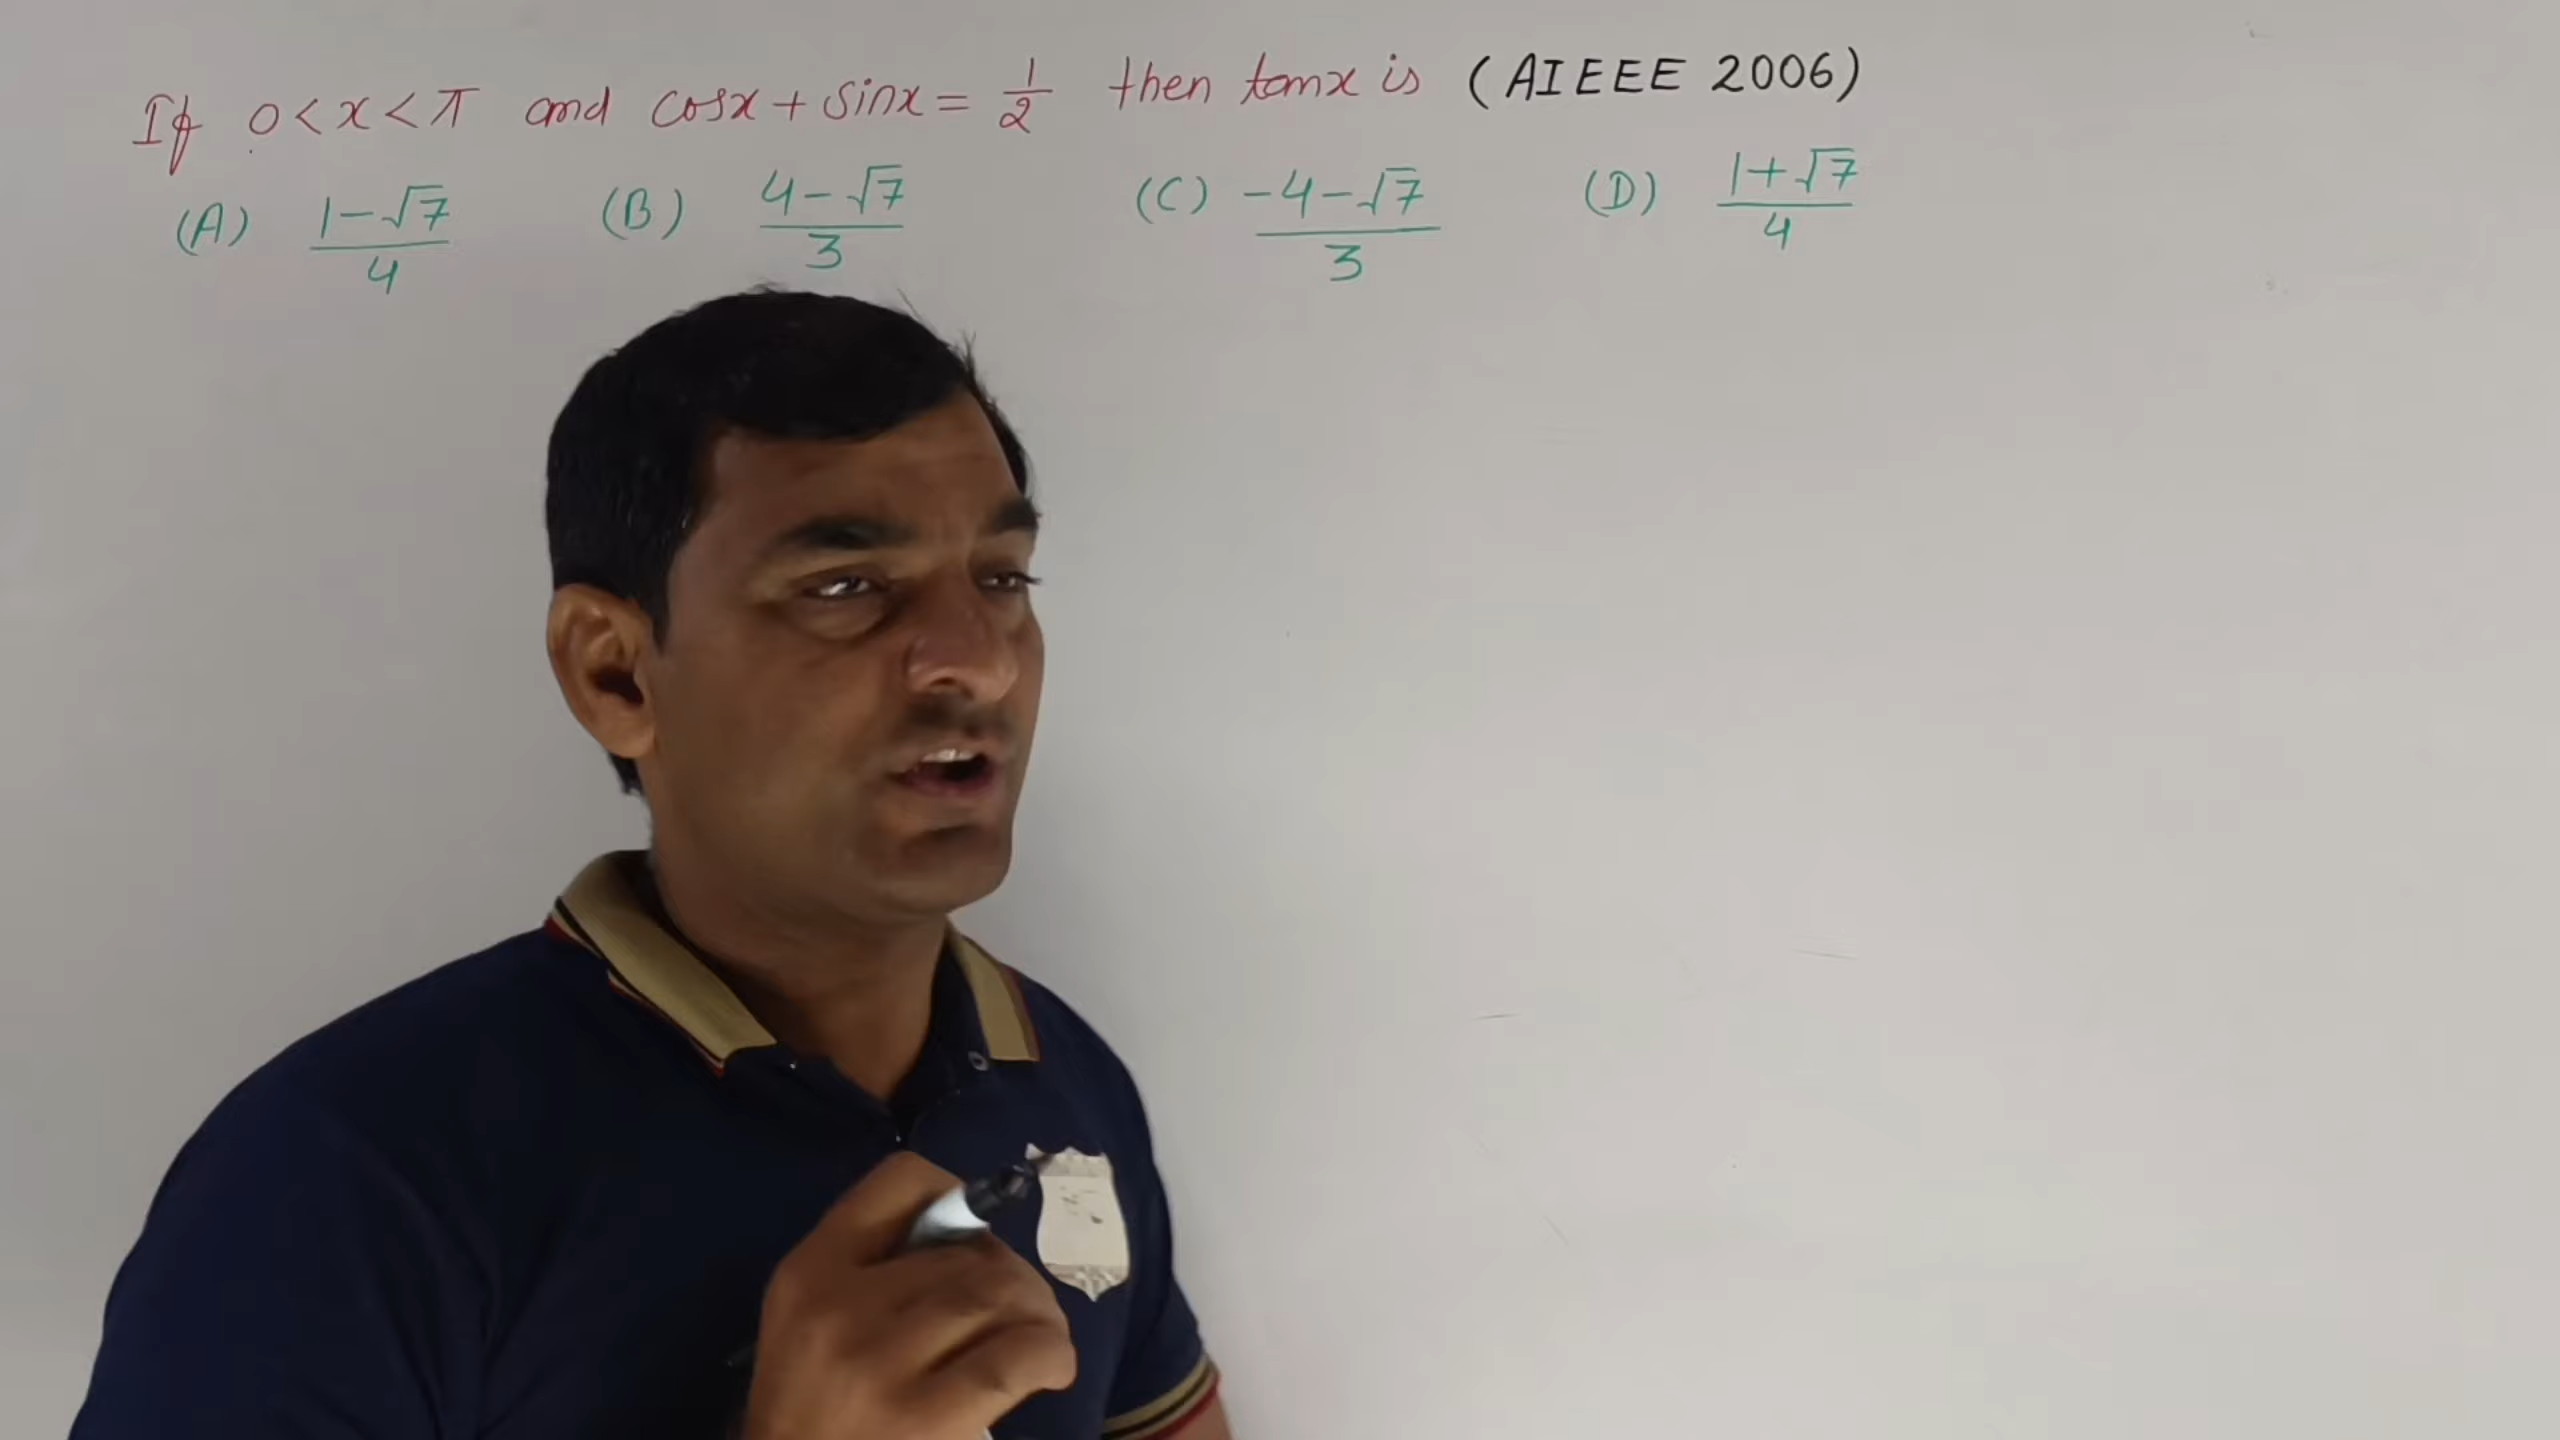 If 0 < x < π and cosx + sinx = 1/2 then tanx is (AIEEE 2006)
(A) 1-√7/4 (B) 4-√7/3 (C) -4-√7/3 (D) 1+√7/4